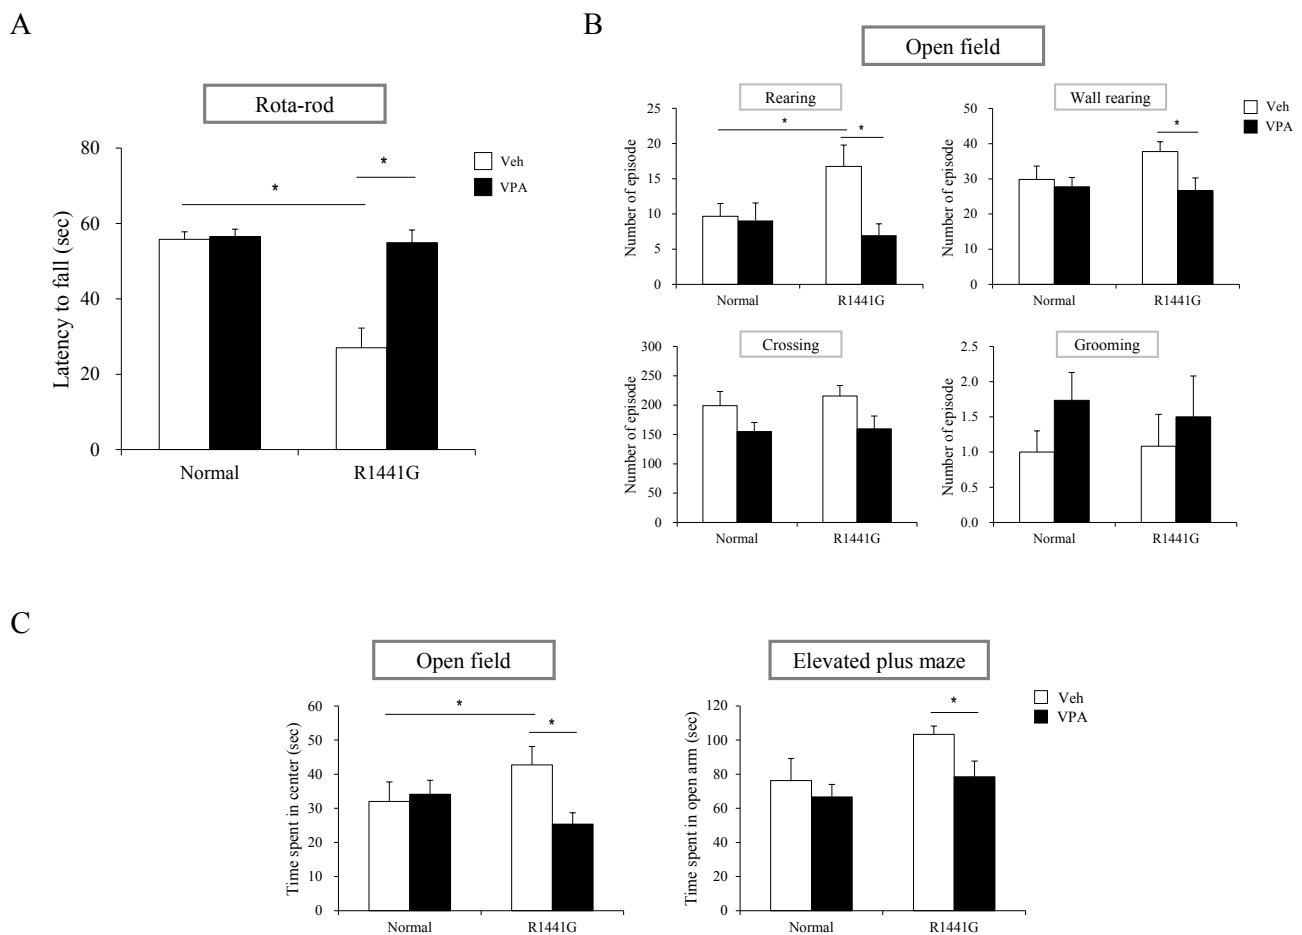 A
Rota-rod
Latency to fall (sec)
80
60
40
20
0
*
*
Veh
VPA
Normal
R1441G
B
Open field
Rearing
Number of episode
25
20
15
10
5
0
*
*
Normal
R1441G
Wall rearing
Number of episode
50
40
30
20
10
0
*
Normal
R1441G
Veh
VPA
Crossing
Number of episode
300
250
200
150
100
50
0
Normal
R1441G
Grooming
Number of episode
2.5
2.0
1.5
1.0
0.5
0.0
Normal
R1441G
C
Open field
Time spent in center (sec)
60
50
40
30
20
10
0
*
*
Normal
R1441G
Elevated plus maze
Time spent in open arm (sec)
120
100
80
60
40
20
0
*
Normal
R1441G
Veh
VPA